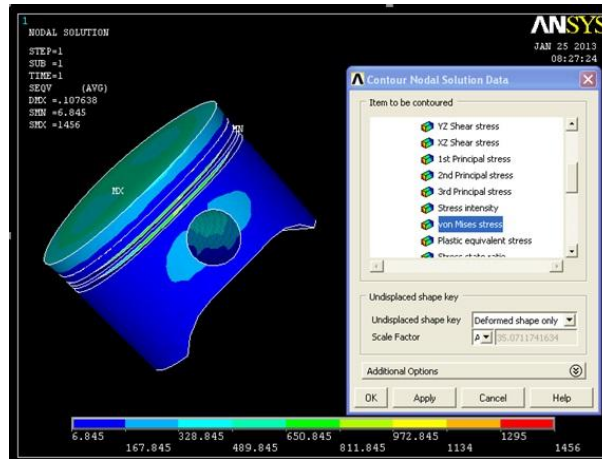 1
NODAL SOLUTION
STEP=1
SUB =1
TIME=1
SEQV (AVG)
DMX =.107638
SMN =6.845
SMX =1456
ANSYS
JAN 25 2013
08:27:24
MN
MX
Contour Nodal Solution Data
Item to be contoured
YZ Shear stress
XZ Shear stress
1st Principal stress
2nd Principal stress
3rd Principal stress
Stress intensity
von Mises stress
Plastic equivalent stress
Stress state ratio
Undisplaced shape key
Undisplaced shape key Deformed shape only
Scale Factor A 35.0711741634
Additional Options
OK Apply Cancel Help
6.845 328.845 650.845 972.845 1295
167.845 489.845 811.845 1134 1456